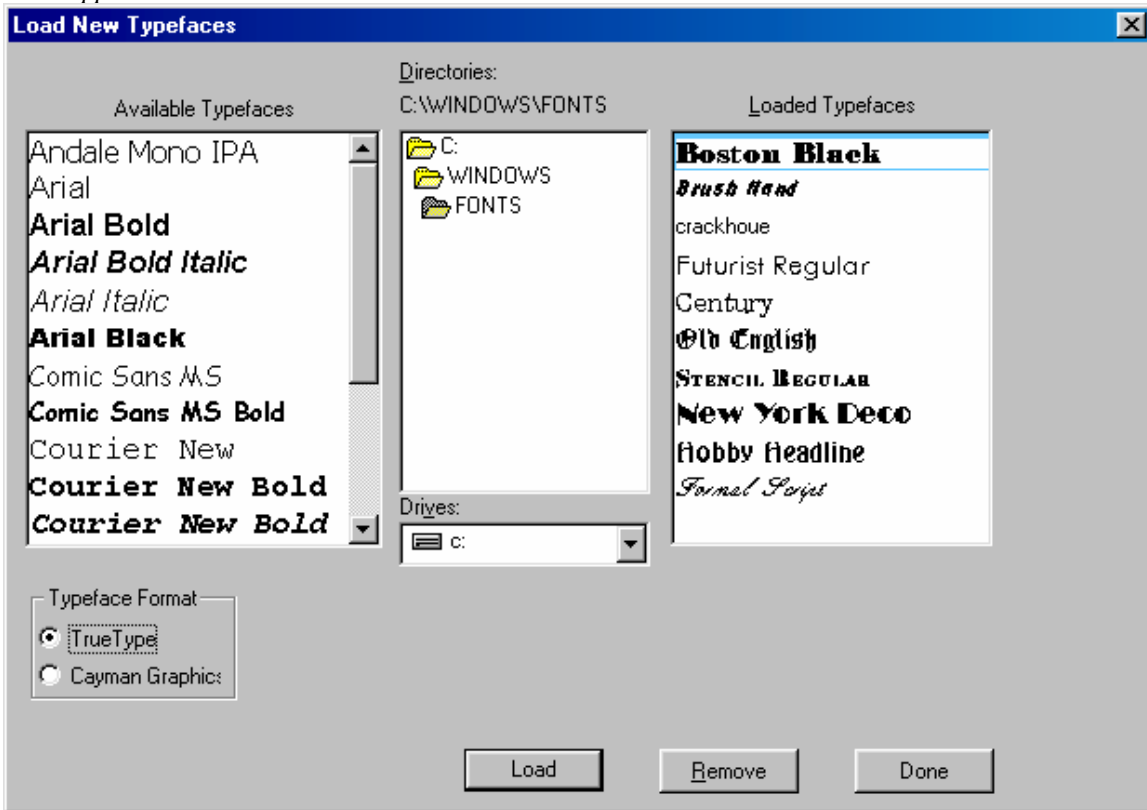 Load New Typefaces
Available Typefaces
Andale Mono IPA
Arial
Arial Bold
Arial Bold Italic
Arial Italic
Arial Black
Comic Sans MS
Comic Sans MS Bold
Courier New
Courier New Bold
Courier New Bold
Directories:
C:\WINDOWS\FONTS
C:
WINDOWS
FONTS
Drives:
c:
Loaded Typefaces
Boston Black
Brush Hand
crackhoue
Futurist Regular
Century
Old English
Stencil Regular
New York Deco
Hobby Headline
Formal Script
Typeface Format
TrueType
Cayman Graphics
Load
Remove
Done